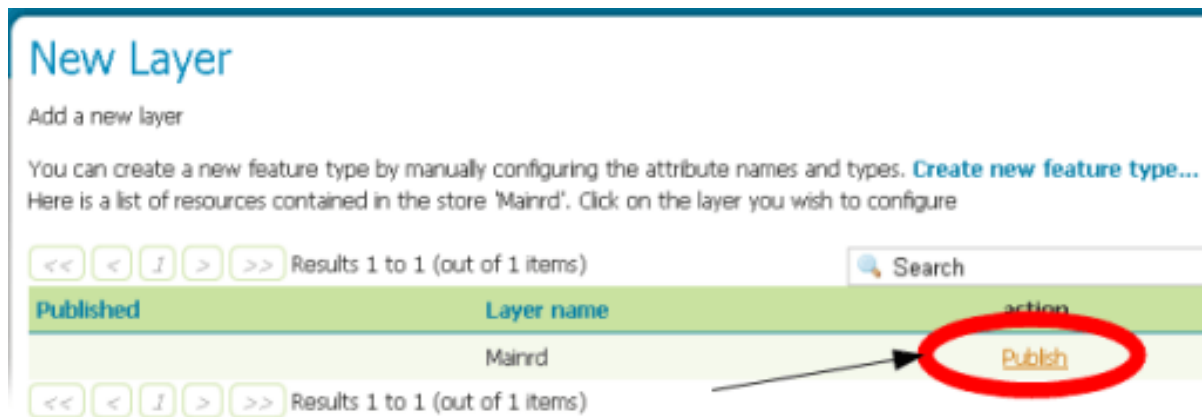 New Layer
Add a new layer
You can create a new feature type by manually configuring the attribute names and types. Create new feature type...
Here is a list of resources contained in the store 'Mainrd'. Click on the layer you wish to configure
<< < 1 > >> Results 1 to 1 (out of 1 items) Search
Published Layer name action
Mainrd Publish
<< < 1 > >> Results 1 to 1 (out of 1 items)